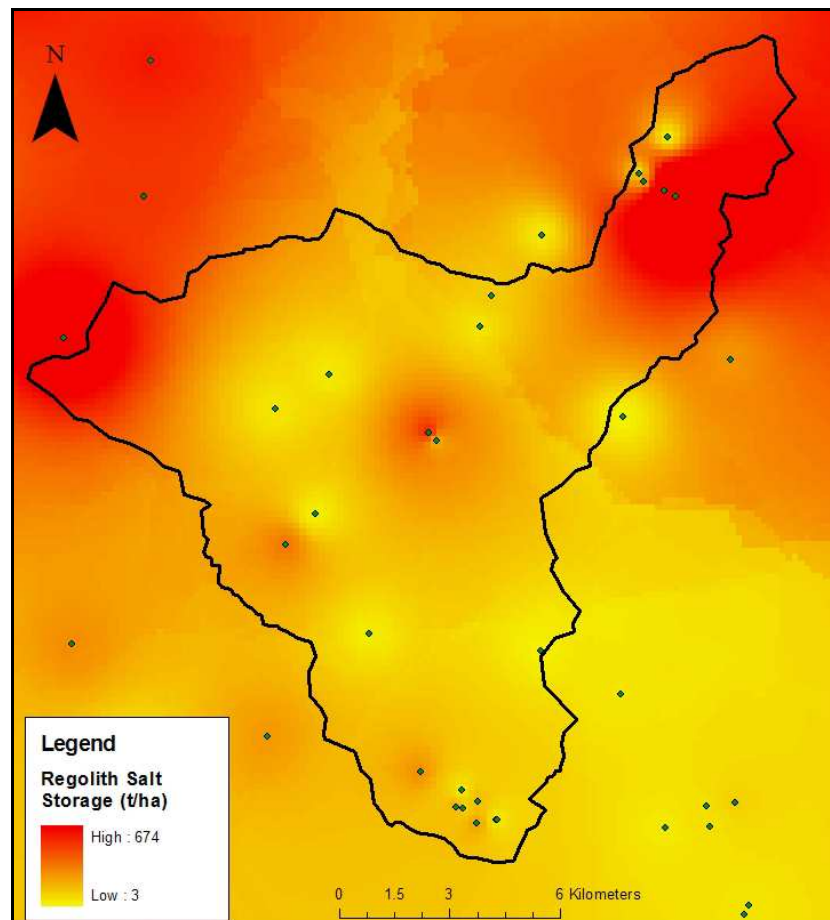 N
Legend
Regolith Salt
Storage (t/ha)
High : 674
Low : 3
0 1.5 3 6 Kilometers